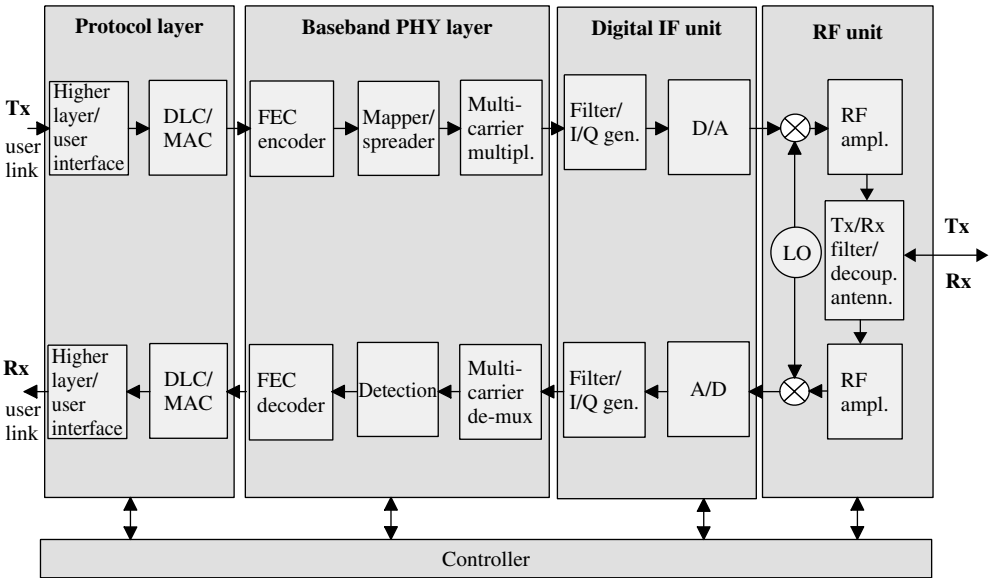 Protocol layer
Baseband PHY layer
Digital IF unit
RF unit
Tx
user
link
Higher
layer/
user
interface
DLC/
MAC
FEC
encoder
Mapper/
spreader
Multi-
carrier
multipl.
Filter/
I/Q gen.
D/A
RF
ampl.
LO
Tx/Rx
filter/
decoup.
antenn.
Tx
Rx
Rx
user
link
Higher
layer/
user
interface
DLC/
MAC
FEC
decoder
Detection
Multi-
carrier
de-mux
Filter/
I/Q gen.
A/D
RF
ampl.
Controller